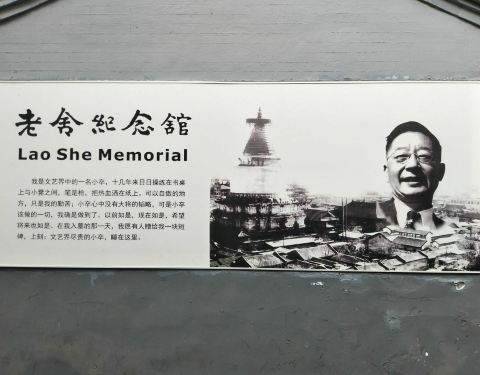 老舍纪念馆
Lao She Memorial
我是文艺界中的一名小卒，十几年来日日操练在书桌
上与小凳之间，笔是枪，把热血洒在纸上。可以自傲的地
方，只是我的勤苦；小卒心中没有大将的韬略，可是小卒
该做的一切，我确是做到了。以前如是，现在如是，希望
将来也如是。在我入墓的那一天，我愿有人赠给我一块短
碑，上刻：文艺界尽责的小卒，睡在这里。